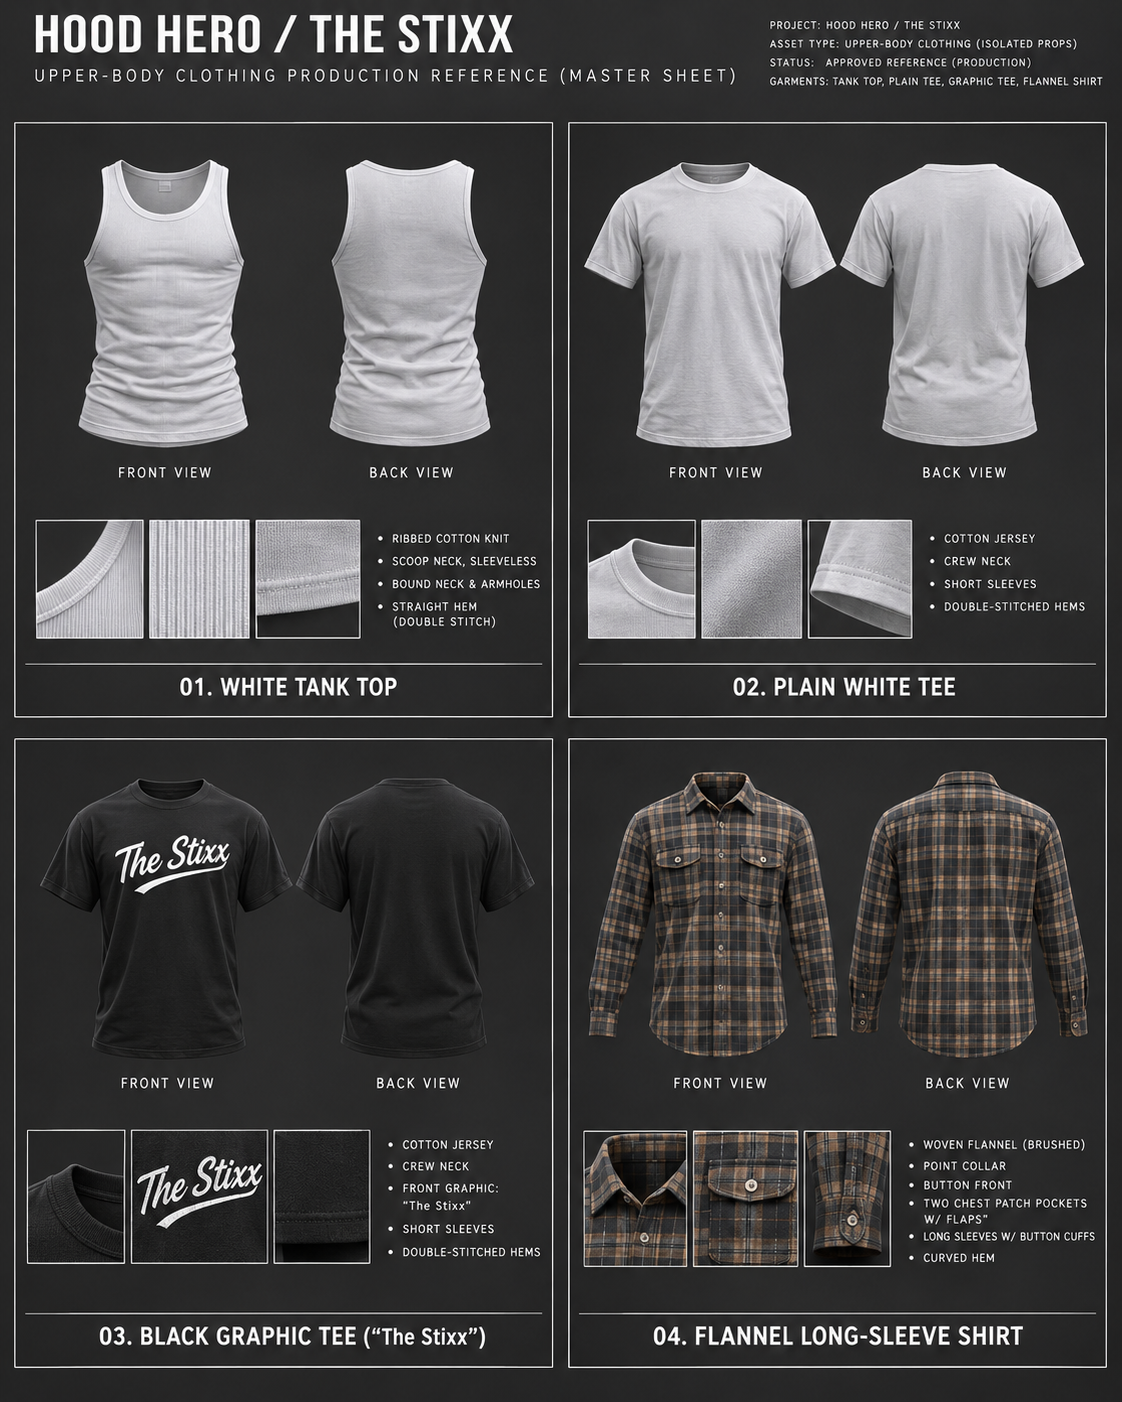 HOOD HERO / THE STIXX
UPPER-BODY CLOTHING PRODUCTION REFERENCE (MASTER SHEET)
PROJECT: HOOD HERO / THE STIXX
ASSET TYPE: UPPER-BODY CLOTHING (ISOLATED PROPS)
STATUS: APPROVED REFERENCE (PRODUCTION)
GARMENTS: TANK TOP, PLAIN TEE, GRAPHIC TEE, FLANNEL SHIRT
FRONT VIEW
BACK VIEW
• RIBBED COTTON KNIT
• SCOOP NECK, SLEEVELESS
• BOUND NECK & ARMHOLES
• STRAIGHT HEM
(DOUBLE STITCH)
01. WHITE TANK TOP
FRONT VIEW
BACK VIEW
• COTTON JERSEY
• CREW NECK
• SHORT SLEEVES
• DOUBLE-STITCHED HEMS
02. PLAIN WHITE TEE
The Stixx
FRONT VIEW
BACK VIEW
The Stixx
• COTTON JERSEY
• CREW NECK
• FRONT GRAPHIC:
“The Stixx”
• SHORT SLEEVES
• DOUBLE-STITCHED HEMS
03. BLACK GRAPHIC TEE (“The Stixx”)
FRONT VIEW
BACK VIEW
• WOVEN FLANNEL (BRUSHED)
• POINT COLLAR
• BUTTON FRONT
• TWO CHEST PATCH POCKETS
W/ FLAPS”
• LONG SLEEVES W/ BUTTON CUFFS
• CURVED HEM
04. FLANNEL LONG-SLEEVE SHIRT